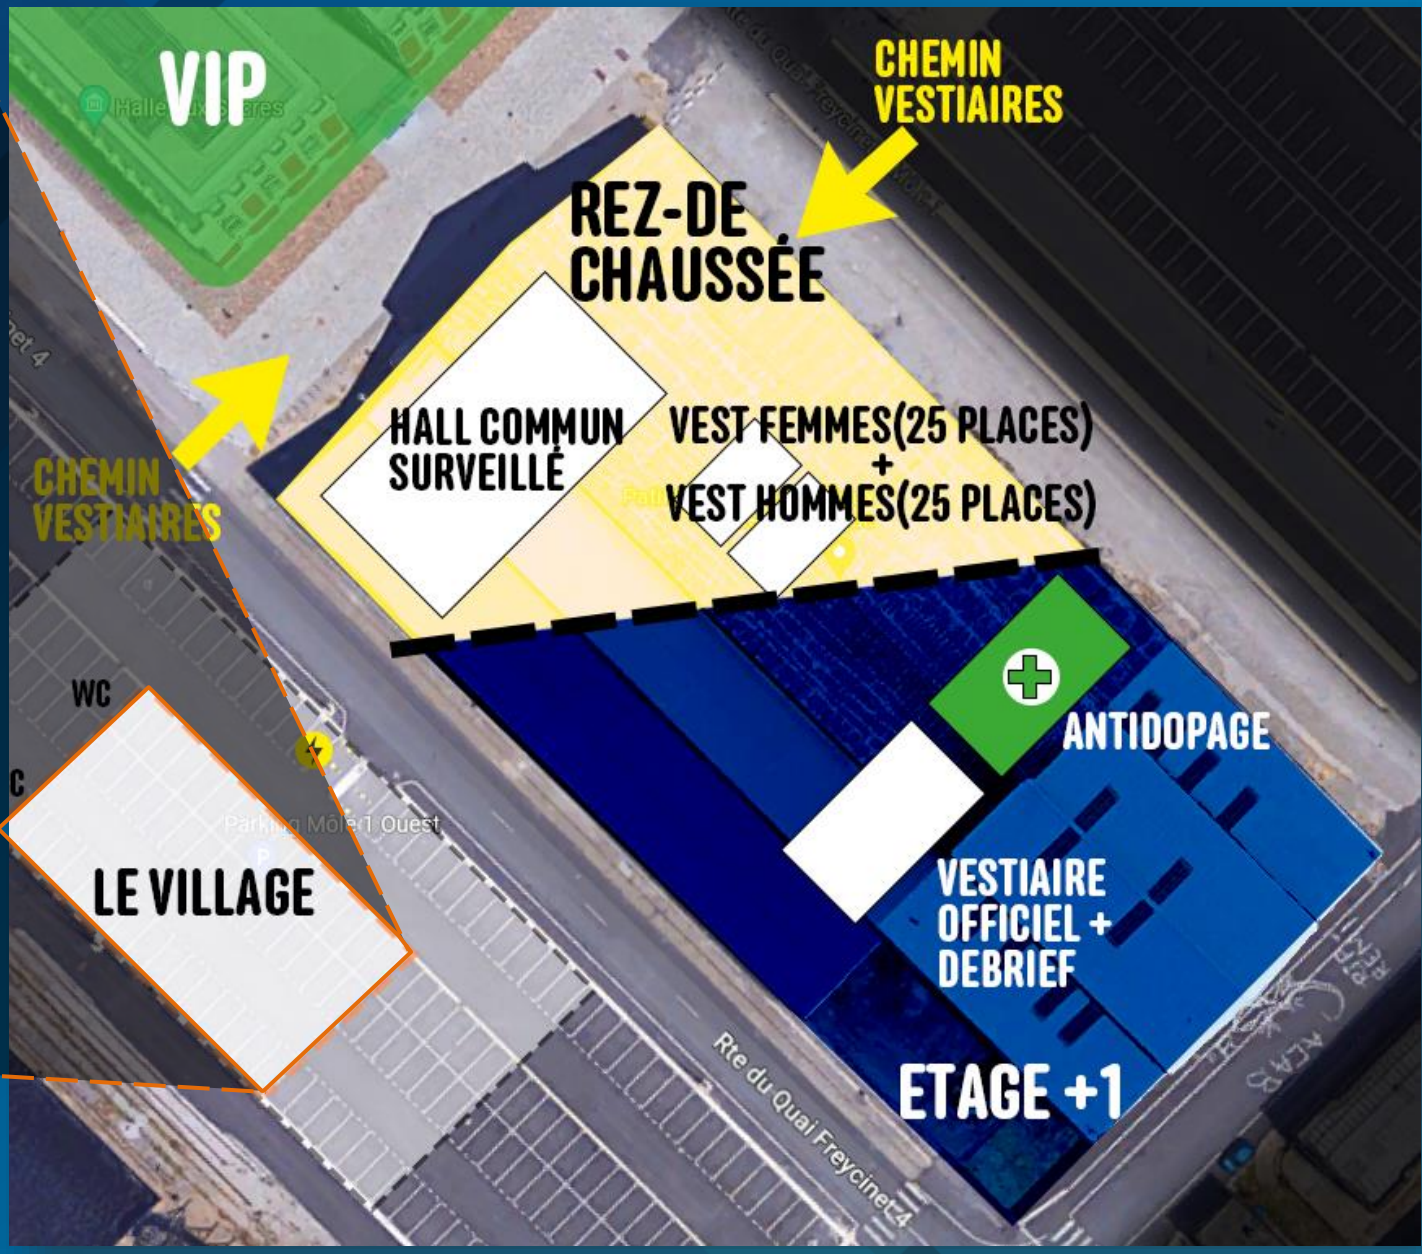 VIP
CHEMIN
VESTIAIRES
REZ-DE
CHAUSSÉE
HALL COMMUN
SURVEILLÉ
VEST FEMMES(25 PLACES)
+
VEST HOMMES(25 PLACES)
CHEMIN
VESTIAIRES
WC
C
Parking Môle 1 Ouest
P
LE VILLAGE
ANTIDOPAGE
VESTIAIRE
OFFICIEL +
DEBRIEF
ETAGE +1
Rte du Quai Freycinet 4